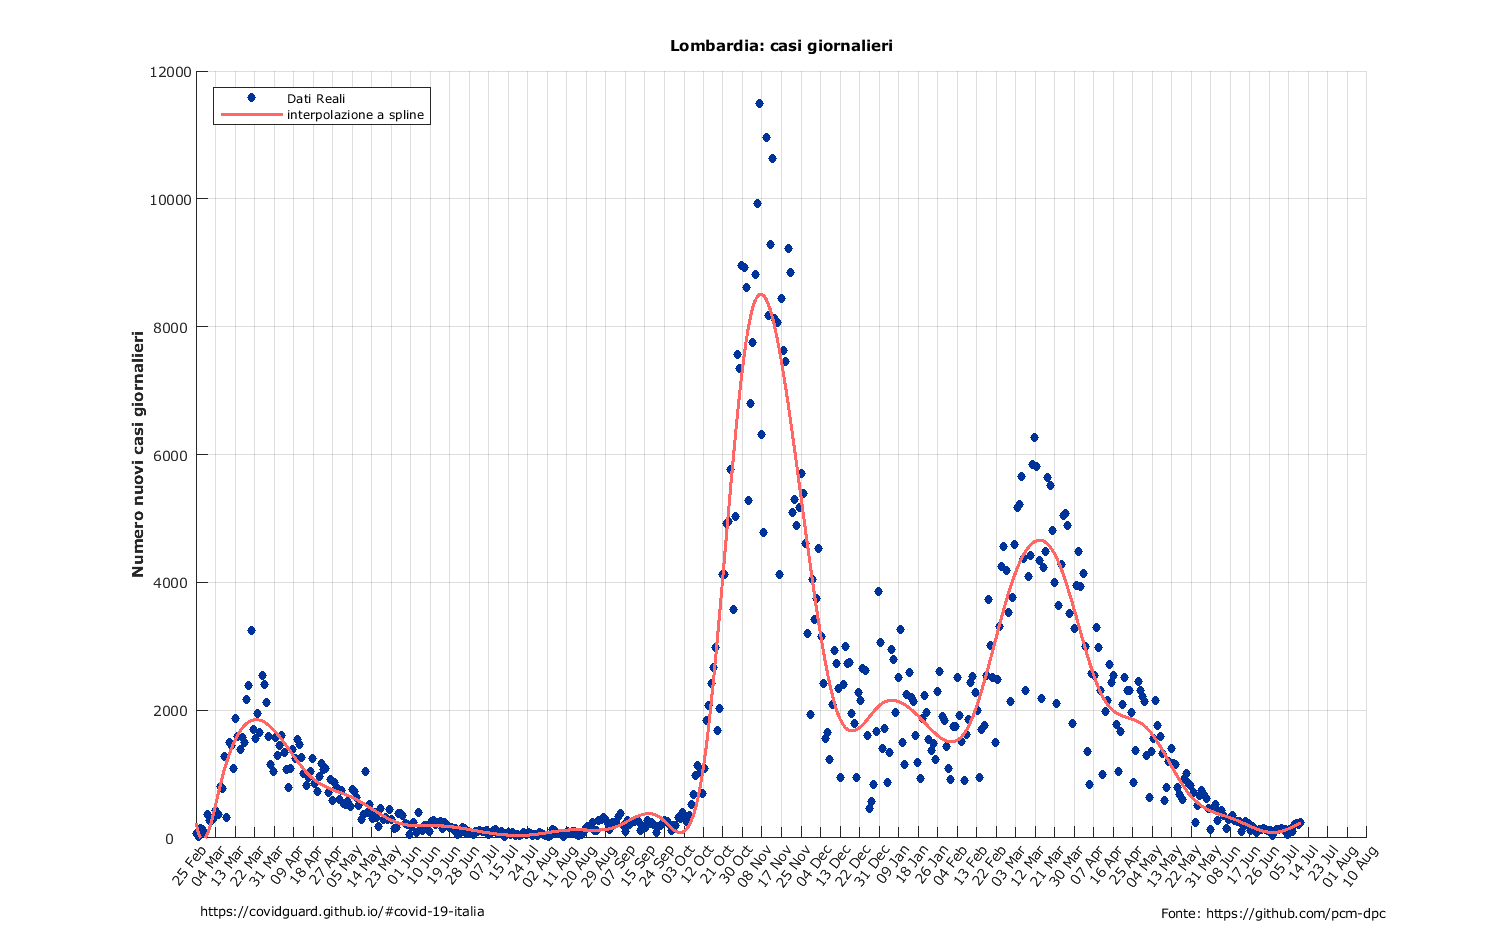 Lombardia: casi giornalieri
Dati Reali
interpolazione a spline
Numero nuovi casi giornalieri
12000
10000
8000
6000
4000
2000
0
25 Feb
04 Mar
13 Mar
22 Mar
31 Mar
09 Apr
18 Apr
27 Apr
05 May
14 May
23 May
01 Jun
10 Jun
19 Jun
28 Jun
07 Jul
15 Jul
24 Jul
02 Aug
11 Aug
20 Aug
29 Aug
07 Sep
15 Sep
24 Sep
03 Oct
12 Oct
21 Oct
30 Oct
08 Nov
17 Nov
25 Nov
04 Dec
13 Dec
22 Dec
31 Dec
09 Jan
18 Jan
26 Jan
04 Feb
13 Feb
22 Feb
03 Mar
12 Mar
21 Mar
30 Mar
07 Apr
16 Apr
25 Apr
04 May
13 May
22 May
31 May
08 Jun
17 Jun
26 Jun
05 Jul
14 Jul
23 Jul
01 Aug
10 Aug
https://covidguard.github.io/#covid-19-italia
Fonte: https://github.com/pcm-dpc